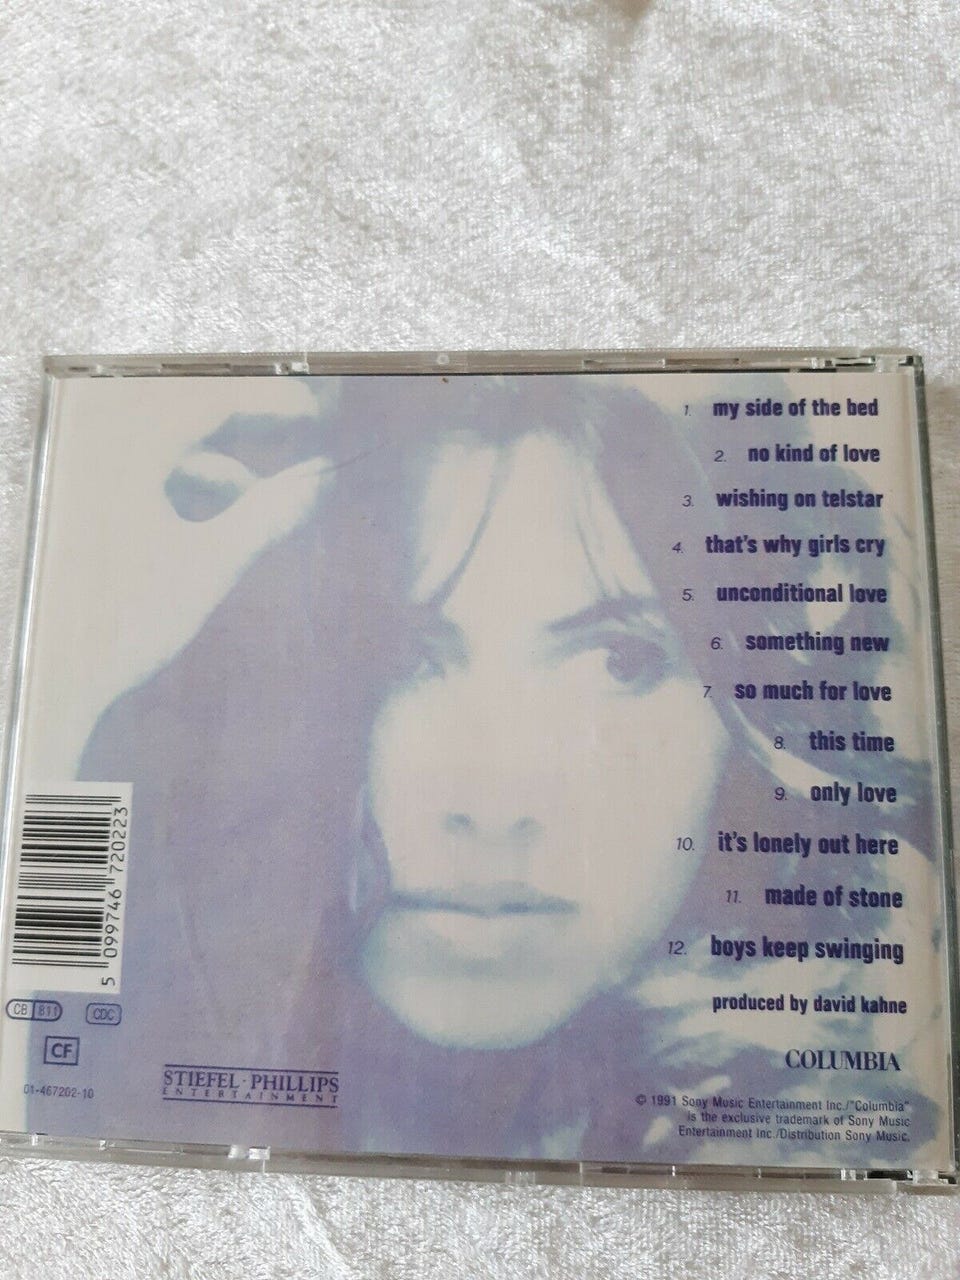 1. my side of the bed
2. no kind of love
3. wishing on telstar
4. that's why girls cry
5. unconditional love
6. something new
7. so much for love
8. this time
9. only love
10. it's lonely out here
11. made of stone
12. boys keep swinging
produced by david kahne
COLUMBIA
© 1991 Sony Music Entertainment Inc./"Columbia"
is the exclusive trademark of Sony Music
Entertainment Inc./Distribution Sony Music.
5 099746 720223
CB 811 CDC
CF
01-467202-10
STIEFEL · PHILLIPS
ENTERTAINMENT